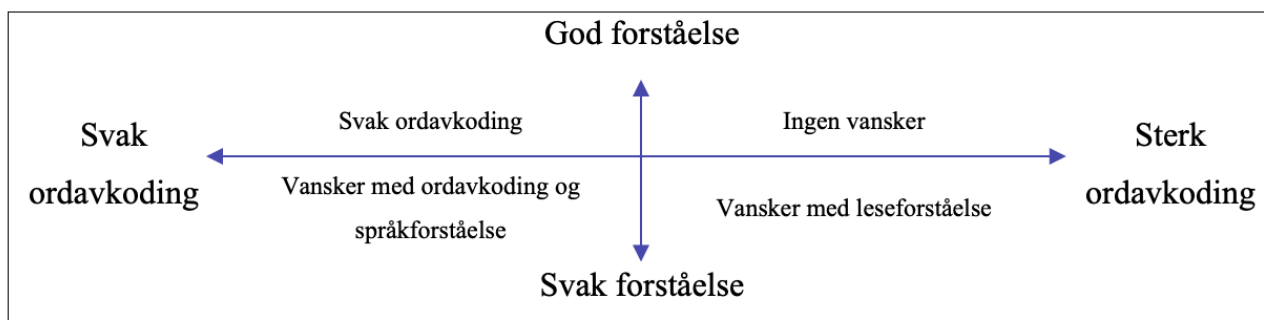 God forståelse
Svak ordavkoding
Ingen vansker
Svak
ordavkoding
Sterk
ordavkoding
Vansker med ordavkoding og
språkforståelse
Vansker med leseforståelse
Svak forståelse